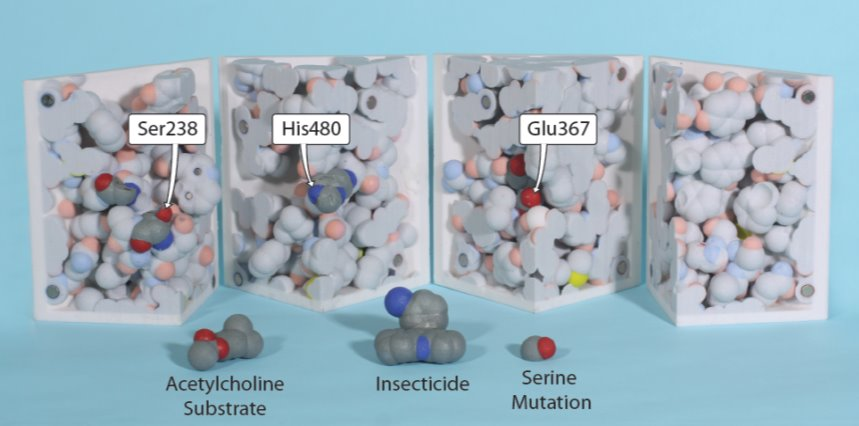 Ser238
His480
Glu367
Acetylcholine
Substrate
Insecticide
Serine
Mutation